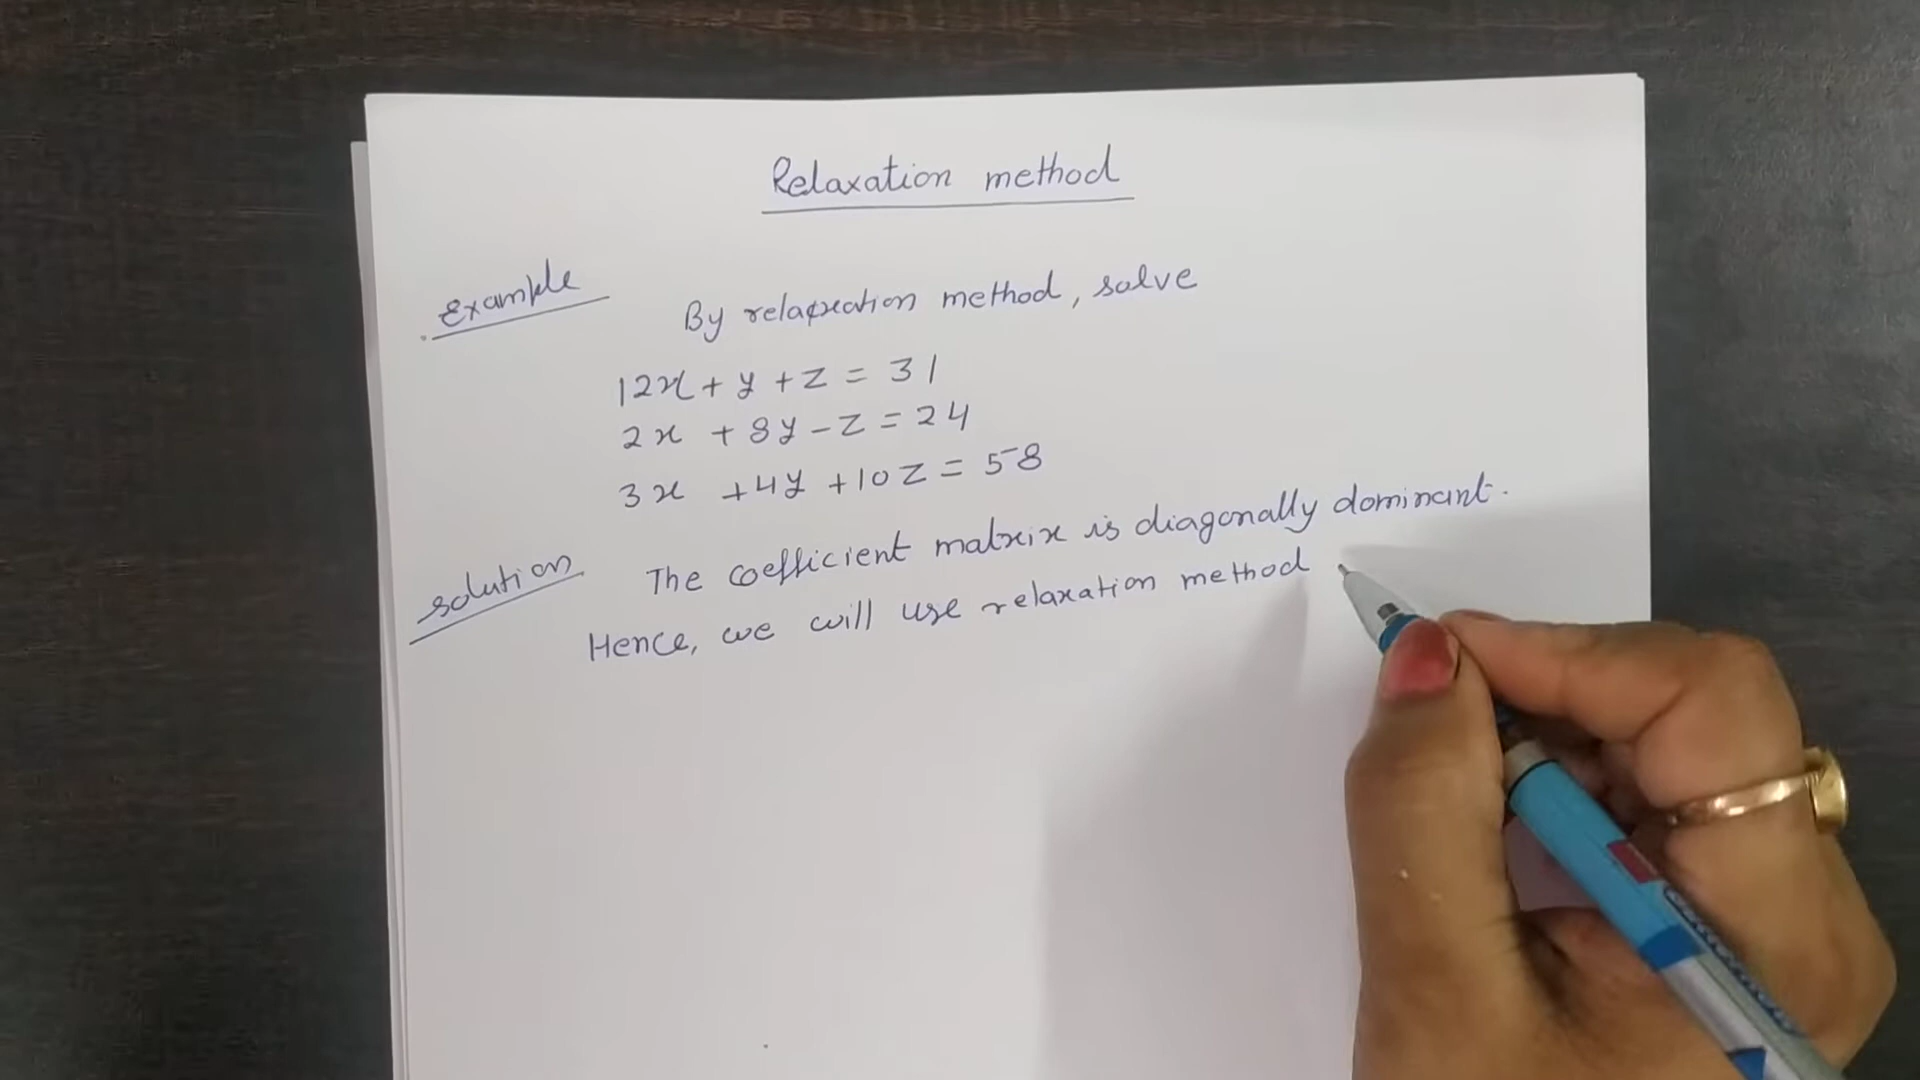 Relaxation method
Example
By relaxation method, solve
12x + y + z = 31
2x + 8y - z = 24
3x + 4y + 10z = 58
Solution
The coefficient matrix is diagonally dominant.
Hence, we will use relaxation method